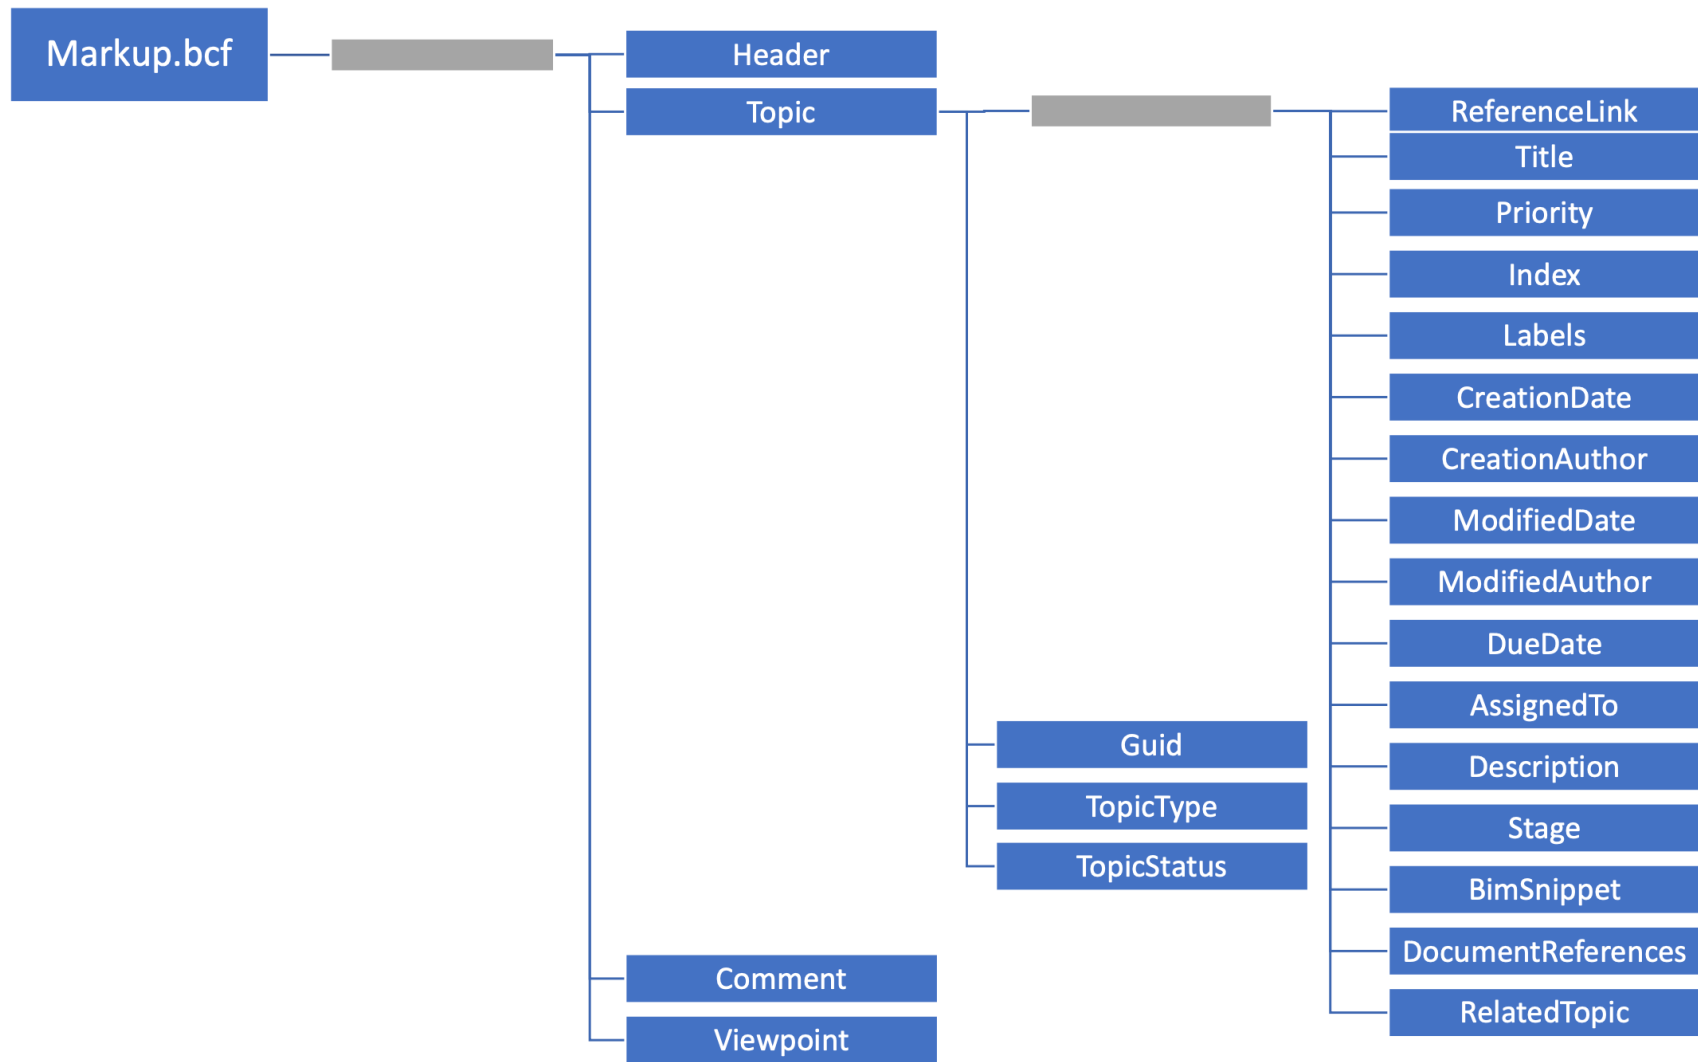 Markup.bcf
Header
Topic
ReferenceLink
Title
Priority
Index
Labels
CreationDate
CreationAuthor
ModifiedDate
ModifiedAuthor
DueDate
AssignedTo
Description
Stage
BimSnippet
DocumentReferences
RelatedTopic
Guid
TopicType
TopicStatus
Comment
Viewpoint